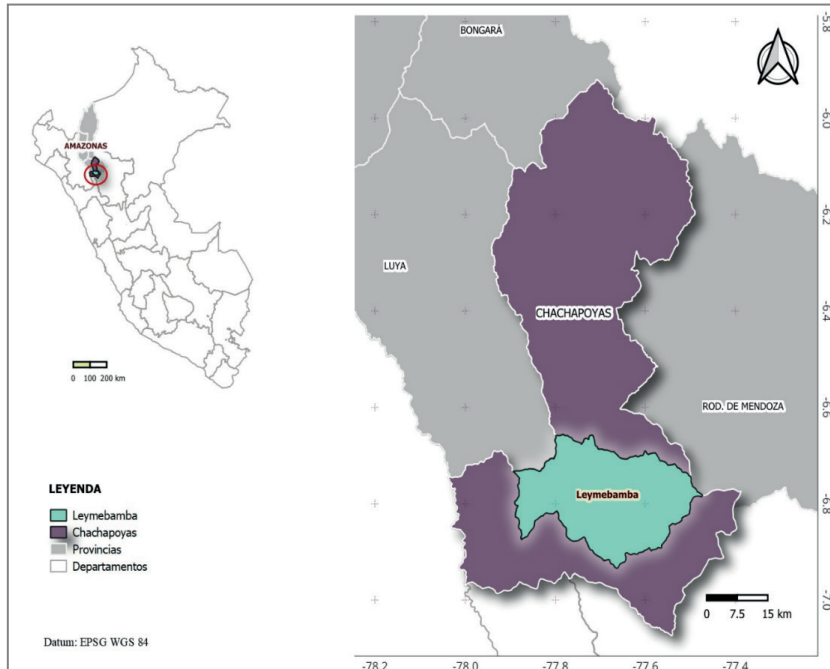 AMAZONAS
0 100 200 km
LEYENDA
Leymebamba
Chachapoyas
Provincias
Departamentos
Datum: EPSG WGS 84
BONGARÁ
LUYA
CHACHAPOYAS
ROD. DE MENDOZA
Leymebamba
0 7.5 15 km
-5.8
-6.0
-6.2
-6.4
-6.6
-6.8
-7.0
-78.2 -78.0 -77.8 -77.6 -77.4